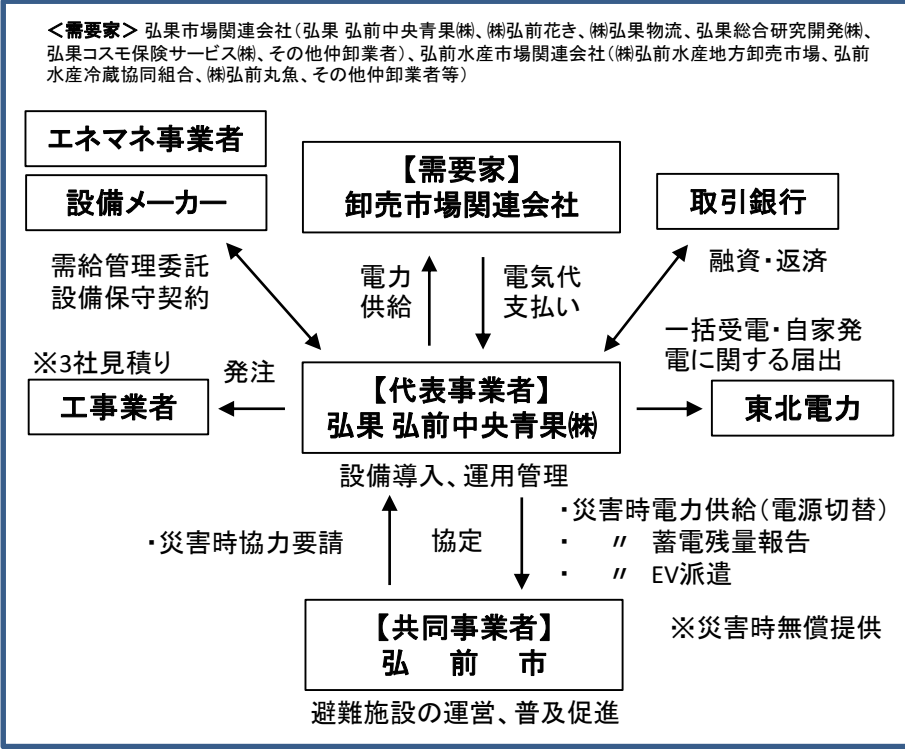 ＜需要家＞ 弘果市場関連会社（弘果 弘前中央青果㈱、㈱弘前花き、㈱弘果物流、弘果総合研究開発㈱、
弘果コスモ保険サービス㈱、その他仲卸業者）、弘前水産市場関連会社（㈱弘前水産地方卸売市場、弘前
水産冷蔵協同組合、㈱弘前丸魚、その他仲卸業者等）
エネマネ事業者
設備メーカー
【需要家】
卸売市場関連会社
取引銀行
需給管理委託
設備保守契約
電力
供給
電気代
支払い
融資・返済
一括受電・自家発
電に関する届出
※3社見積り
工事業者
発注
【代表事業者】
弘果 弘前中央青果㈱
東北電力
設備導入、運用管理
・災害時協力要請
協定
・災害時電力供給（電源切替）
・　〃　蓄電残量報告
・　〃　EV派遣
【共同事業者】
弘　前　市
※災害時無償提供
避難施設の運営、普及促進